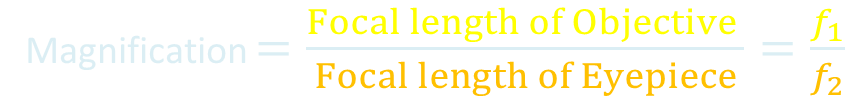 Magnification = Focal length of Objective / Focal length of Eyepiece = f₁ / f₂